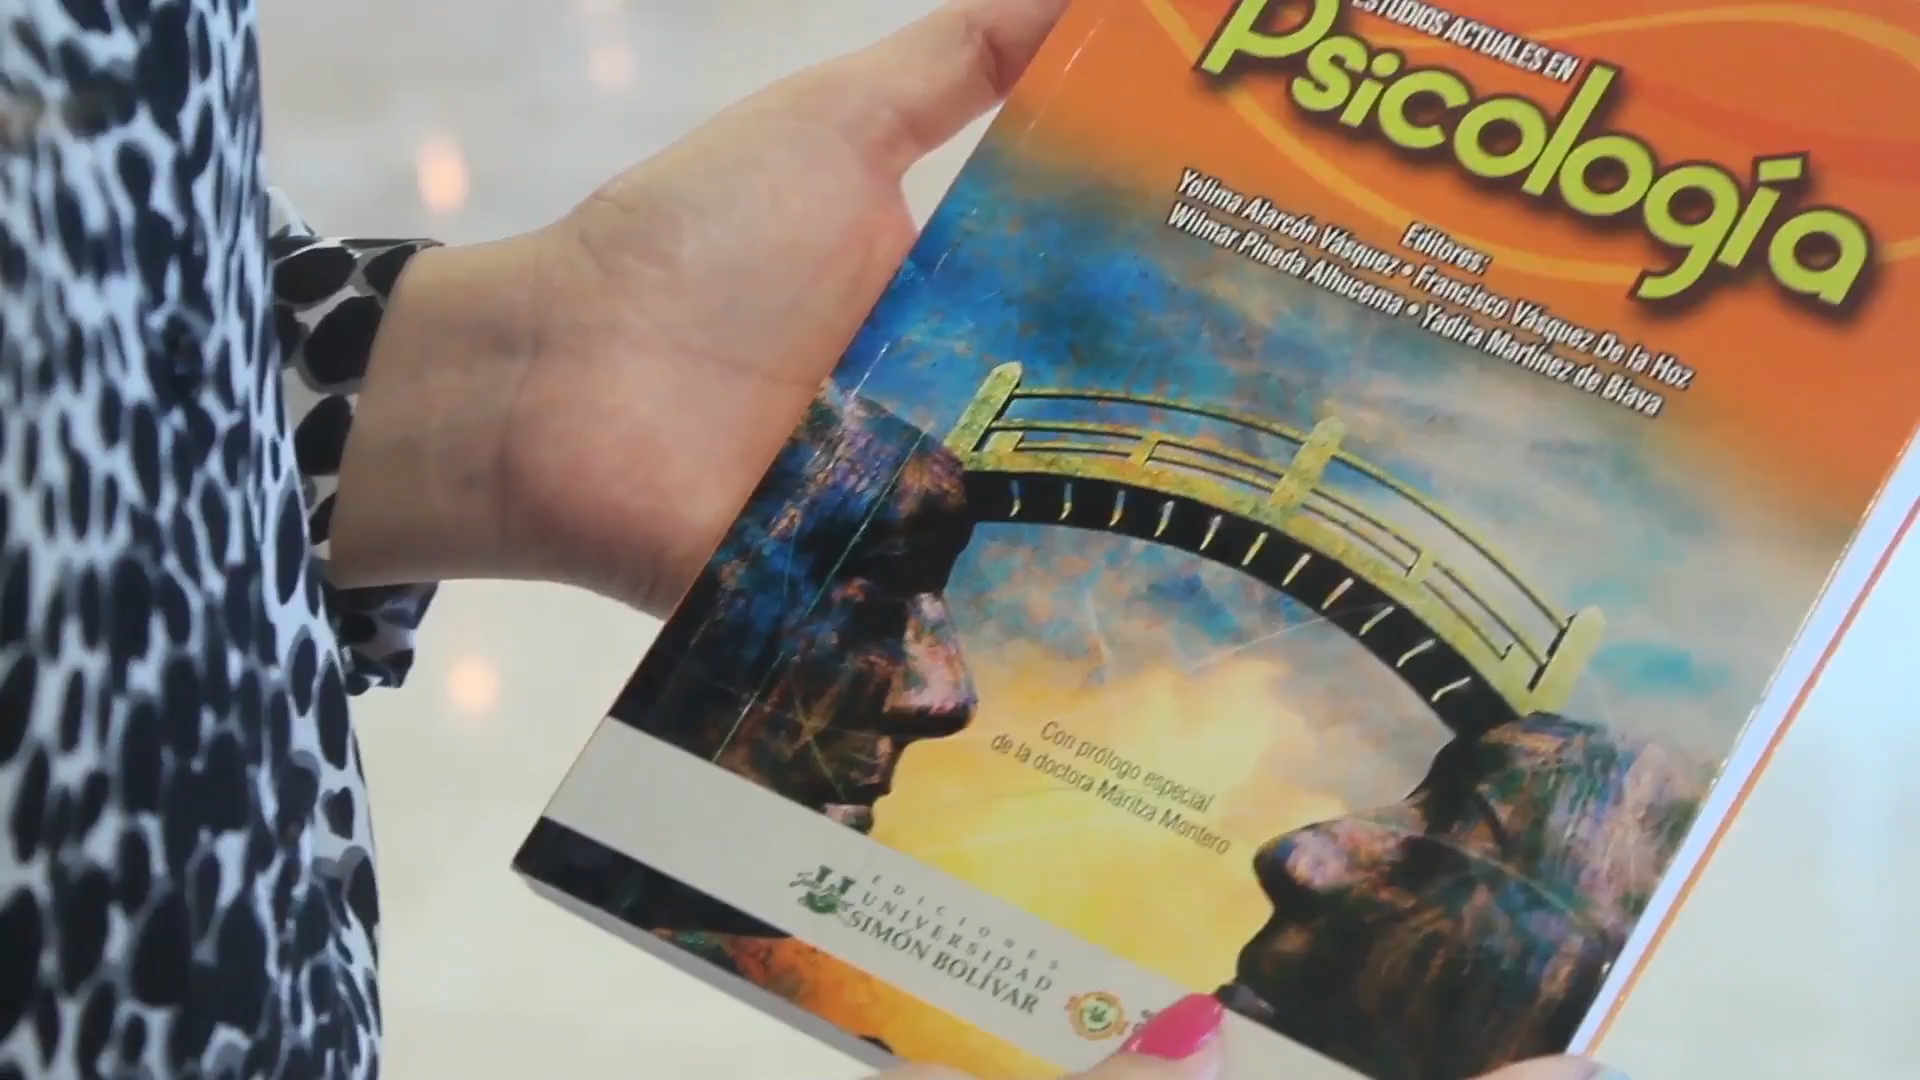 ESTUDIOS ACTUALES EN
Psicología
Editores:
Yolima Alarcón Vásquez • Francisco Vásquez De la Hoz
Wilmar Pineda Alhucema • Yadira Martínez de Biava
Con prólogo especial
de la doctora Maritza Montero
EDICIONES
UNIVERSIDAD
SIMÓN BOLÍVAR